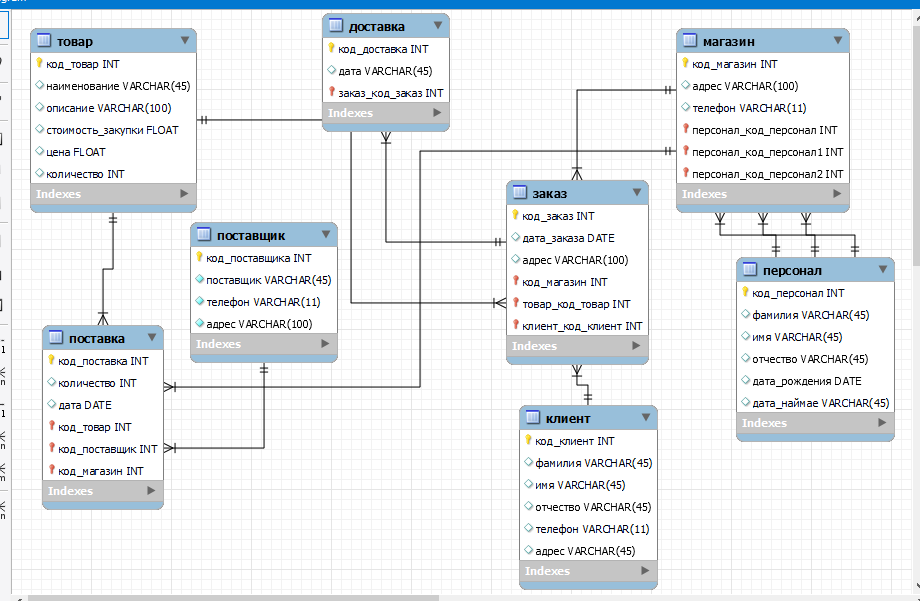 товар
код_товар INT
наименование VARCHAR(45)
описание VARCHAR(100)
стоимость_закупки FLOAT
цена FLOAT
количество INT
Indexes
доставка
код_доставка INT
дата VARCHAR(45)
заказ_код_заказ INT
Indexes
магазин
код_магазин INT
адрес VARCHAR(100)
телефон VARCHAR(11)
персонал_код_персонал INT
персонал_код_персонал1 INT
персонал_код_персонал2 INT
Indexes
поставщик
код_поставщика INT
поставщик VARCHAR(45)
телефон VARCHAR(11)
адрес VARCHAR(100)
Indexes
заказ
код_заказ INT
дата_заказа DATE
адрес VARCHAR(100)
код_магазин INT
товар_код_товар INT
клиент_код_клиент INT
Indexes
персонал
код_персонал INT
фамилия VARCHAR(45)
имя VARCHAR(45)
отчество VARCHAR(45)
дата_рождения DATE
дата_наймае VARCHAR(45)
Indexes
поставка
код_поставка INT
количество INT
дата DATE
код_товар INT
код_поставщик INT
код_магазин INT
Indexes
клиент
код_клиент INT
фамилия VARCHAR(45)
имя VARCHAR(45)
отчество VARCHAR(45)
телефон VARCHAR(11)
адрес VARCHAR(45)
Indexes